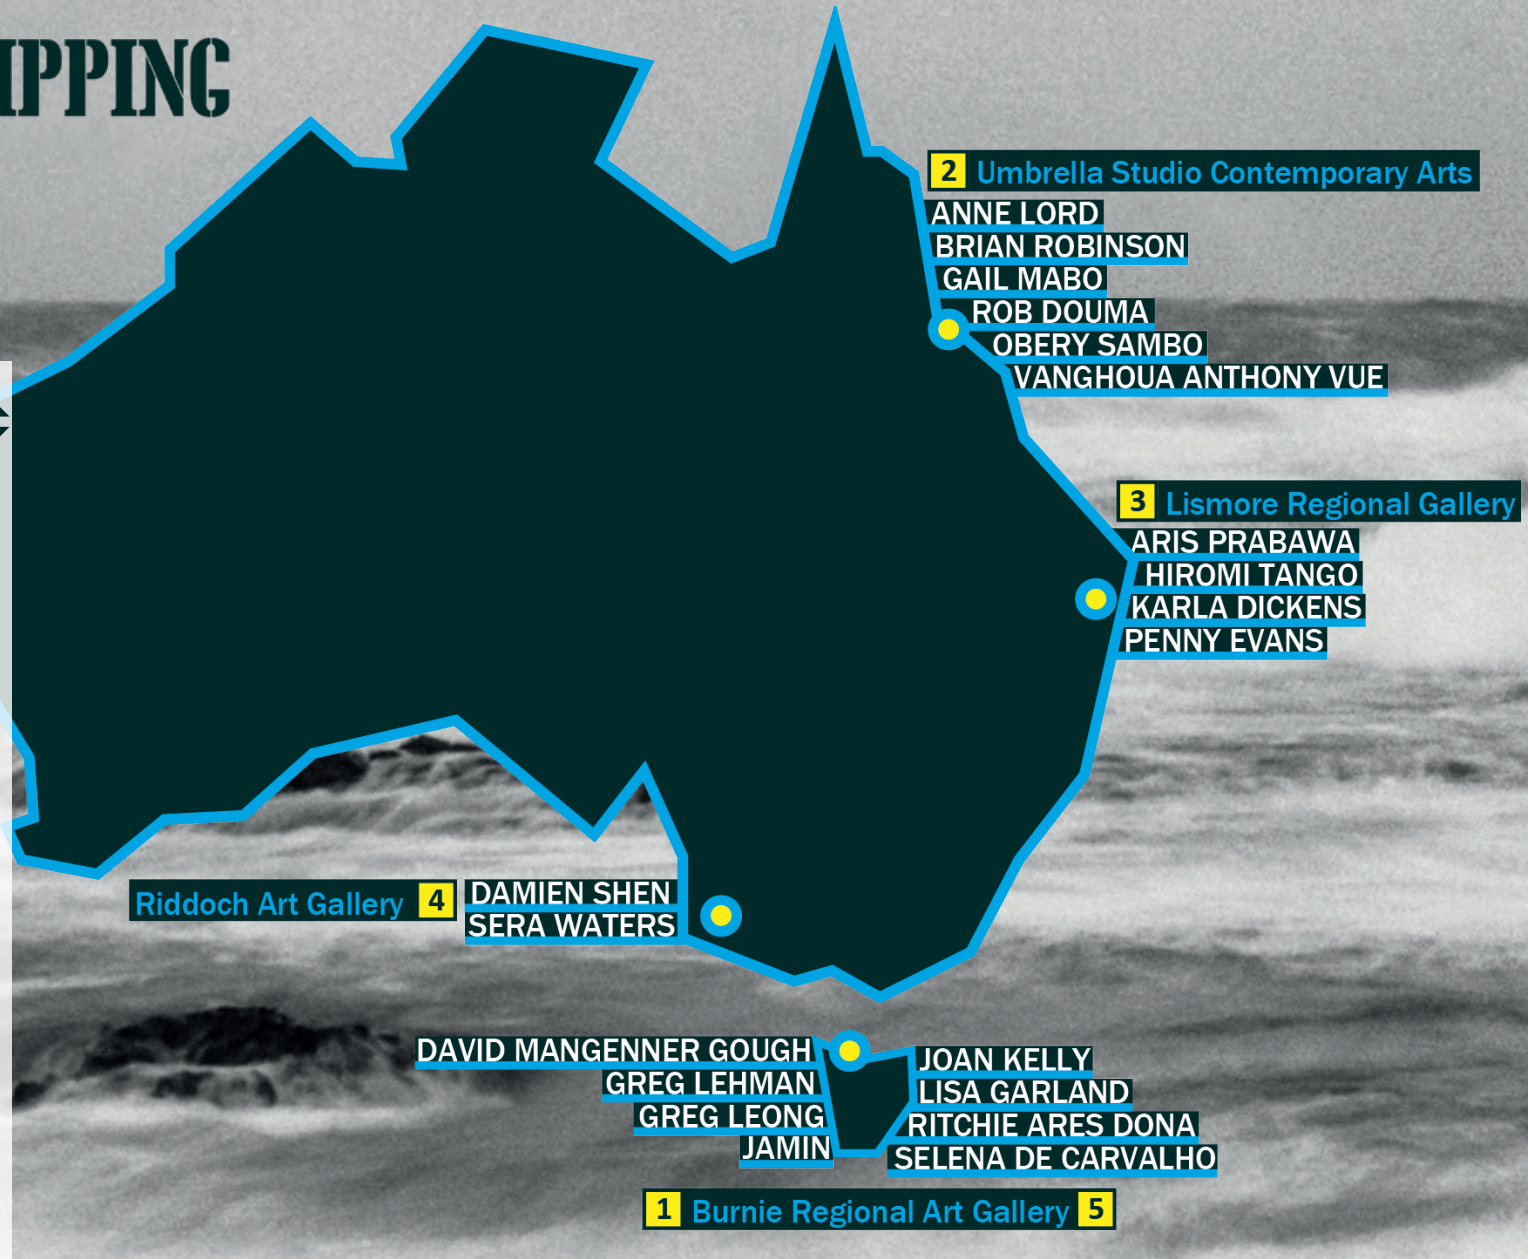 IPPING
2 Umbrella Studio Contemporary Arts
ANNE LORD
BRIAN ROBINSON
GAIL MABO
ROB DOUMA
OBERY SAMBO
VANGHOUA ANTHONY VUE
3 Lismore Regional Gallery
ARIS PRABAWA
HIROMI TANGO
KARLA DICKENS
PENNY EVANS
Riddoch Art Gallery 4
DAMIEN SHEN
SERA WATERS
DAVID MANGENNER GOUGH
GREG LEHMAN
GREG LEONG
JAMIN
JOAN KELLY
LISA GARLAND
RITCHIE ARES DONA
SELENA DE CARVALHO
1 Burnie Regional Art Gallery 5